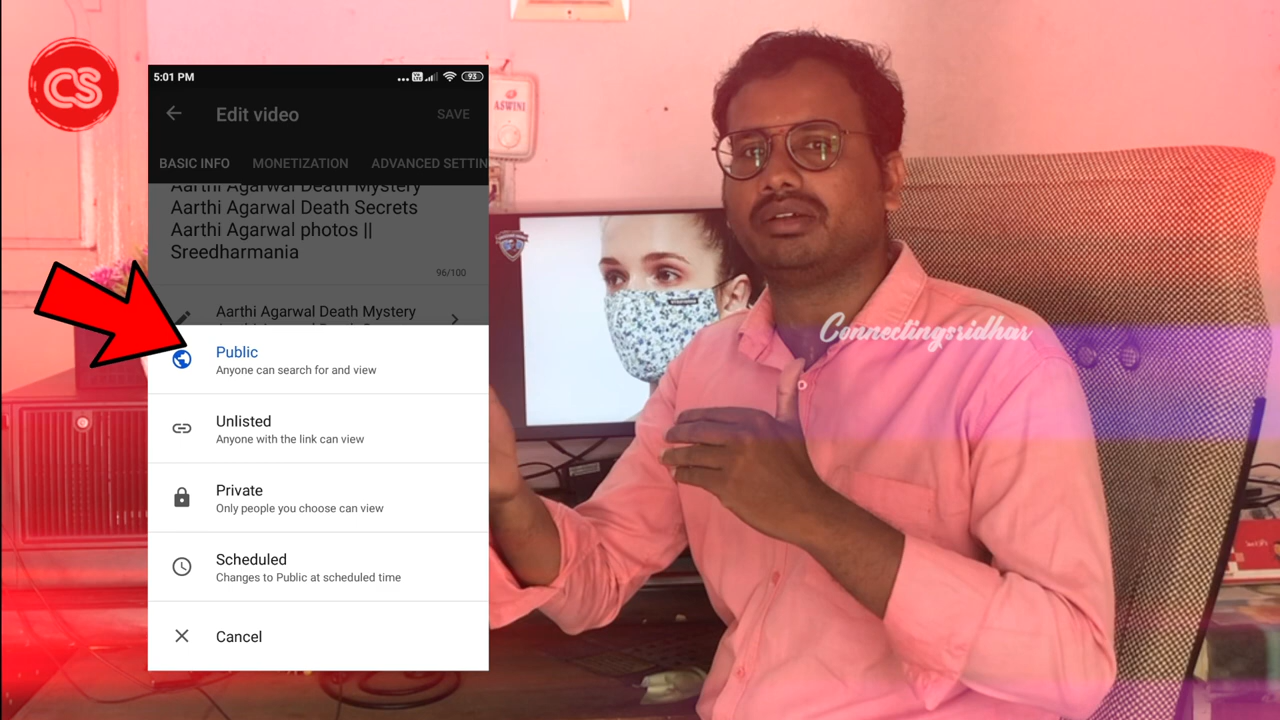 CS
5:01 PM
93
Edit video
SAVE
BASIC INFO
MONETIZATION
ADVANCED SETTIN
Aarthi Agarwal Death Mystery
Aarthi Agarwal Death Secrets
Aarthi Agarwal photos ||
Sreedharmania
96/100
Aarthi Agarwal Death Mystery
Public
Anyone can search for and view
Unlisted
Anyone with the link can view
Private
Only people you choose can view
Scheduled
Changes to Public at scheduled time
Cancel
ASWINI
Connectingsridhar